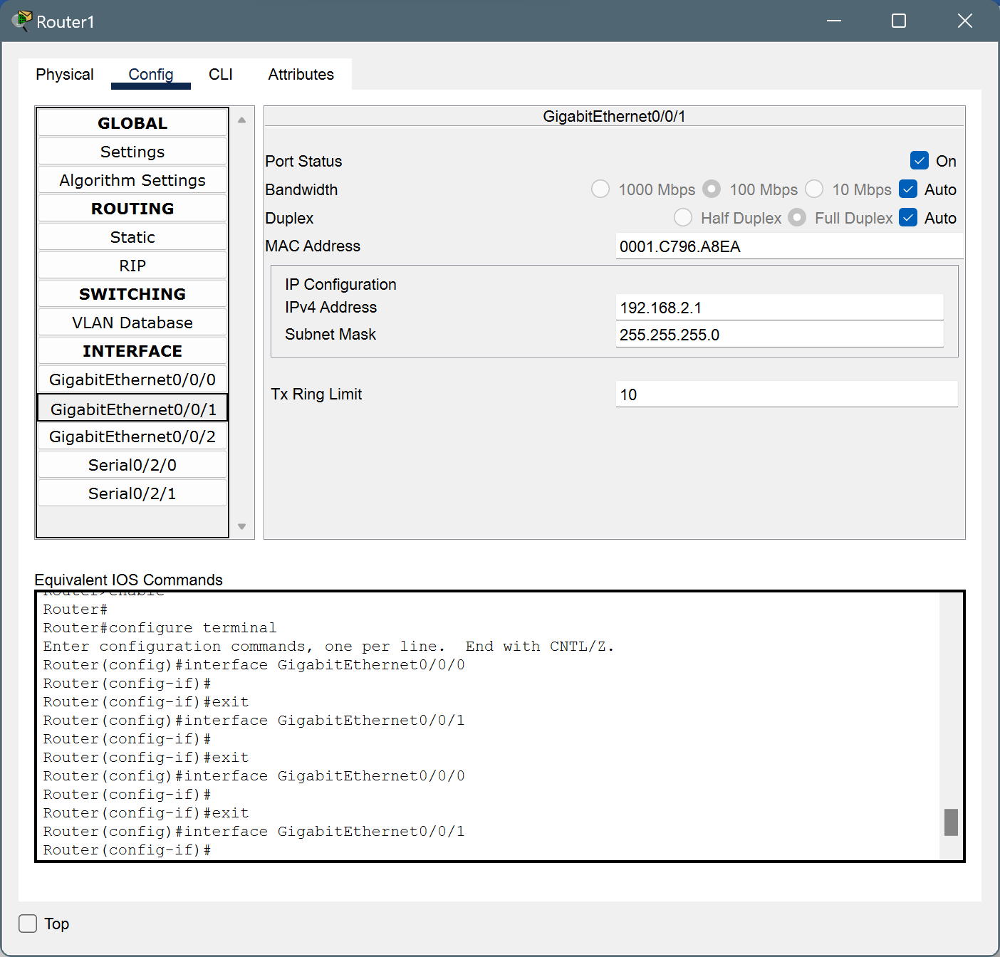 Router1
Physical Config CLI Attributes
GLOBAL
Settings
Algorithm Settings
ROUTING
Static
RIP
SWITCHING
VLAN Database
INTERFACE
GigabitEthernet0/0/0
GigabitEthernet0/0/1
GigabitEthernet0/0/2
Serial0/2/0
Serial0/2/1
GigabitEthernet0/0/1
Port Status On
Bandwidth 1000 Mbps 100 Mbps 10 Mbps Auto
Duplex Half Duplex Full Duplex Auto
MAC Address 0001.C796.A8EA
IP Configuration
IPv4 Address 192.168.2.1
Subnet Mask 255.255.255.0
Tx Ring Limit 10
Equivalent IOS Commands
Router>enable
Router#
Router#configure terminal
Enter configuration commands, one per line.  End with CNTL/Z.
Router(config)#interface GigabitEthernet0/0/0
Router(config-if)#
Router(config-if)#exit
Router(config)#interface GigabitEthernet0/0/1
Router(config-if)#
Router(config-if)#exit
Router(config)#interface GigabitEthernet0/0/0
Router(config-if)#
Router(config-if)#exit
Router(config)#interface GigabitEthernet0/0/1
Router(config-if)#
Top